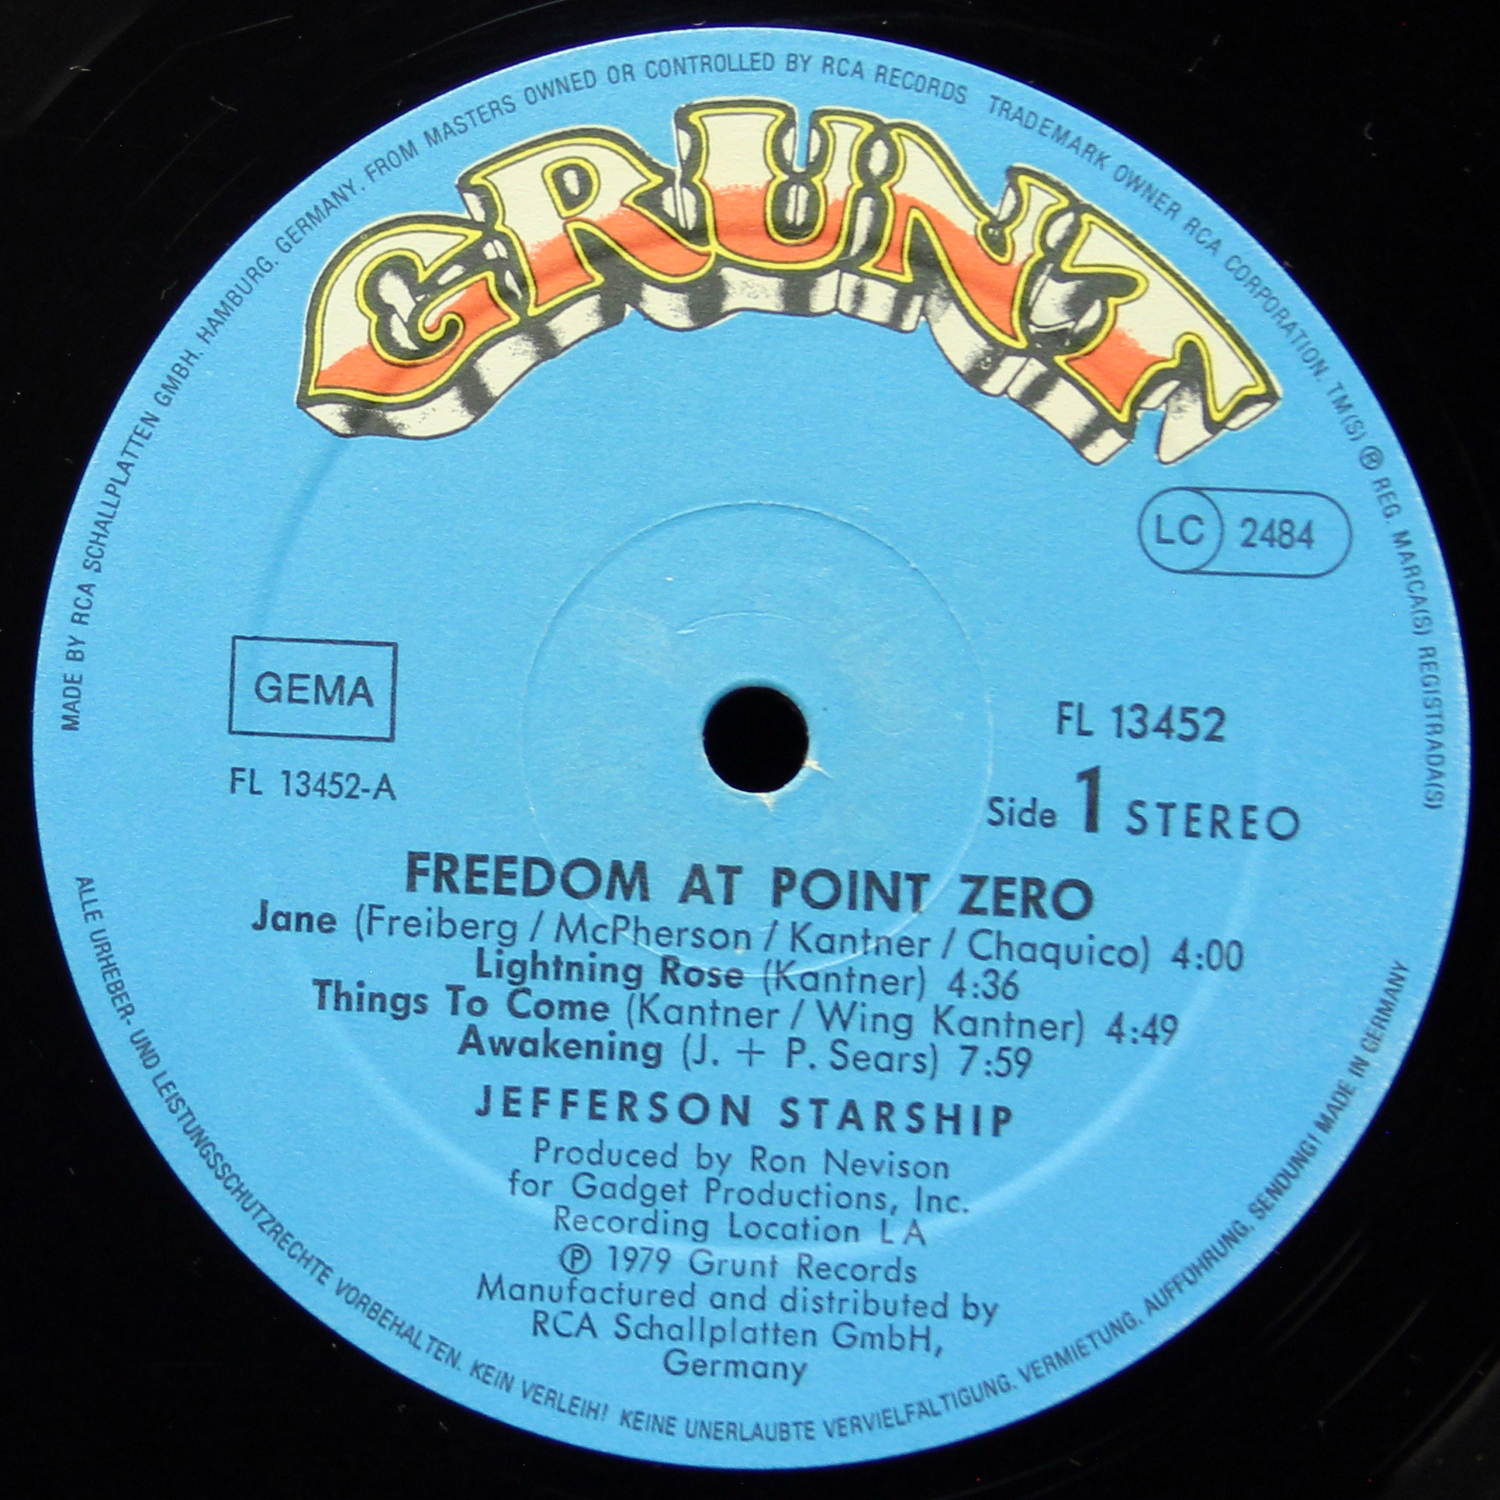 MADE BY RCA SCHALLPLATTEN GMBH. HAMBURG. GERMANY. FROM MASTERS OWNED OR CONTROLLED BY RCA RECORDS TRADEMARK OWNER RCA CORPORATION. TM(S) ® REG. MARCA(S) REGISTRADA(S)
GRUNT
LC 2484
GEMA
FL 13452-A
FL 13452
Side 1 STEREO
FREEDOM AT POINT ZERO
Jane (Freiberg / McPherson / Kantner / Chaquico) 4:00
Lightning Rose (Kantner) 4:36
Things To Come (Kantner / Wing Kantner) 4:49
Awakening (J. + P. Sears) 7:59
JEFFERSON STARSHIP
Produced by Ron Nevison
for Gadget Productions, Inc.
Recording Location L A
℗ 1979 Grunt Records
Manufactured and distributed by
RCA Schallplatten GmbH,
Germany
ALLE URHEBER- UND LEISTUNGSSCHUTZRECHTE VORBEHALTEN. KEIN VERLEIH! KEINE UNERLAUBTE VERVIELFÄLTIGUNG. VERMIETUNG. AUFFÜHRUNG. SENDUNG! MADE IN GERMANY